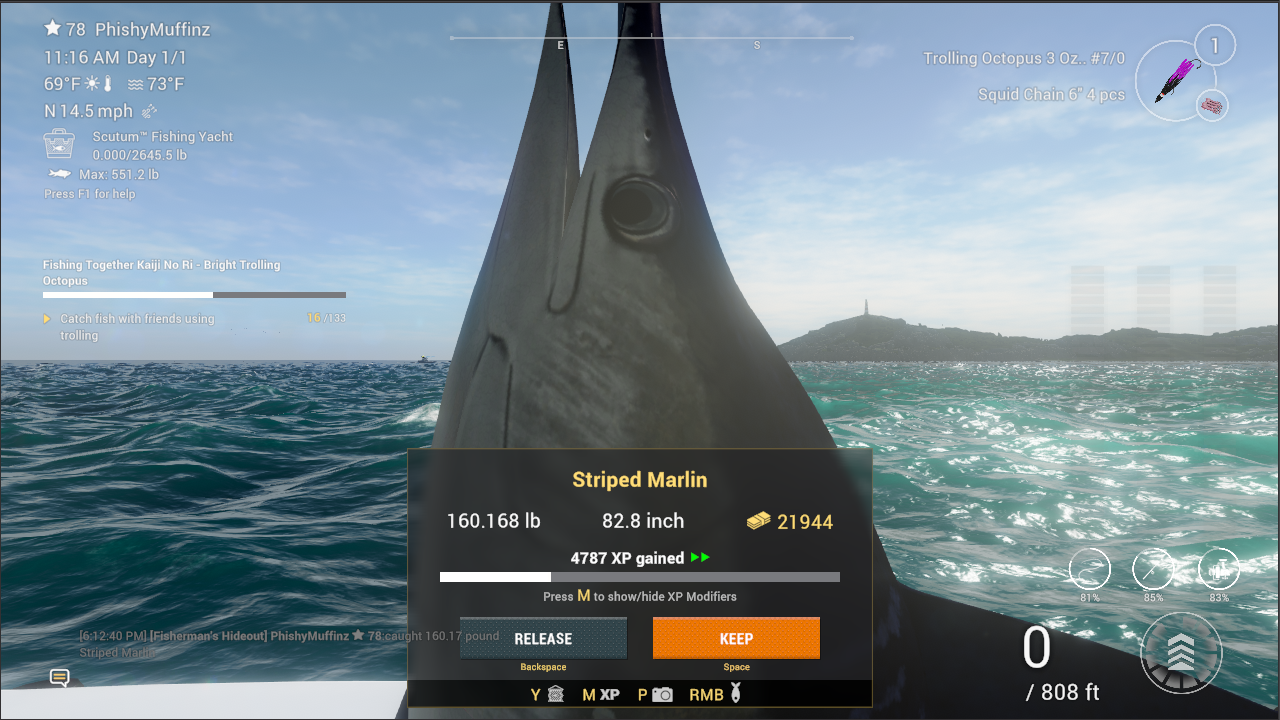 78 PhishyMuffinz
11:16 AM Day 1/1
69°F 73°F
N 14.5 mph
Scutum™ Fishing Yacht
0.000/2645.5 lb
Max: 551.2 lb
Press F1 for help
Fishing Together Kaiji No Ri - Bright Trolling
Octopus
Catch fish with friends using 16 /133
trolling
E S
Trolling Octopus 3 Oz.. #7/0
1
Squid Chain 6" 4 pcs
Striped Marlin
160.168 lb 82.8 inch 21944
4787 XP gained
Press M to show/hide XP Modifiers
RELEASE KEEP
Backspace Space
Y M XP P RMB
[6:12:40 PM] [Fisherman's Hideout] PhishyMuffinz 78 caught 160.17 pound
Striped Marlin
81% 85% 83%
0
/ 808 ft